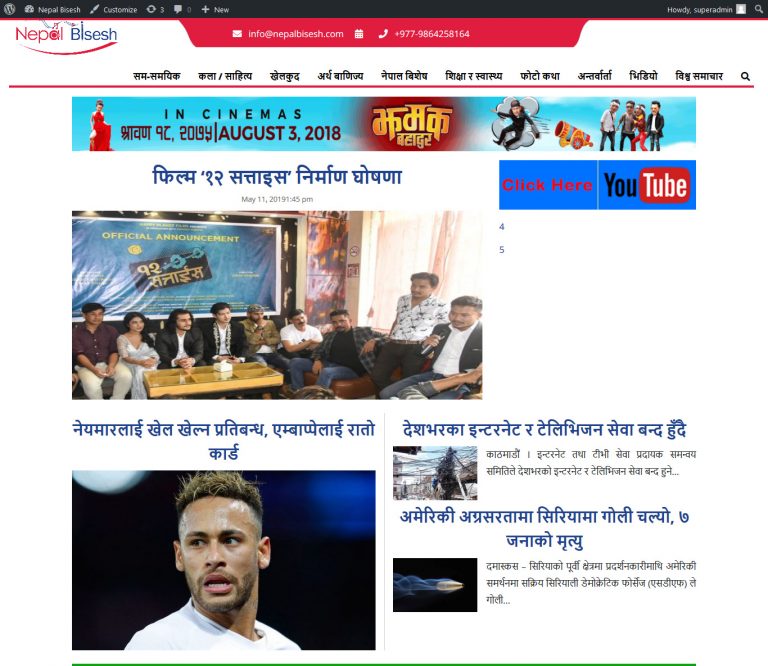 Nepal Bisesh
Customize
3
0
New
Howdy, superadmin
Nepal Bisesh
info@nepalbisesh.com
+977-9864258164
सम-सामयिक
कला / साहित्य
खेलकुद
अर्थ बाणिज्य
नेपाल बिशेष
शिक्षा र स्वास्थ्य
फोटो कथा
अन्तर्वार्ता
भिडियो
विश्व समाचार
IN CINEMAS
श्रावण १८, २०७५|AUGUST 3, 2018
झमक
बहादुर
फिल्म ‘१२ सत्ताइस’ निर्माण घोषणा
May 11, 20191:45 pm
Click Here
YouTube
4
5
OFFICIAL ANNOUNCEMENT
१२
सत्ताइस
नेयमारलाई खेल खेल्न प्रतिबन्ध, एम्बाप्पेलाई रातो
कार्ड
देशभरका इन्टरनेट र टेलिभिजन सेवा बन्द हुँदै
काठमाडौं । इन्टरनेट तथा टीभी सेवा प्रदायक समन्वय
समितिले देशभरको इन्टरनेट र टेलिभिजन सेवा बन्द हुने...
अमेरिकी अग्रसरतामा सिरियामा गोली चल्यो, ७
जनाको मृत्यु
दमास्कस – सिरियाको पूर्वी क्षेत्रमा प्रदर्शनकारीमाथि अमेरिकी
समर्थनमा सक्रिय सिरियाली डेमोक्रेटिक फोर्सेज (एसडीएफ) ले
गोली...